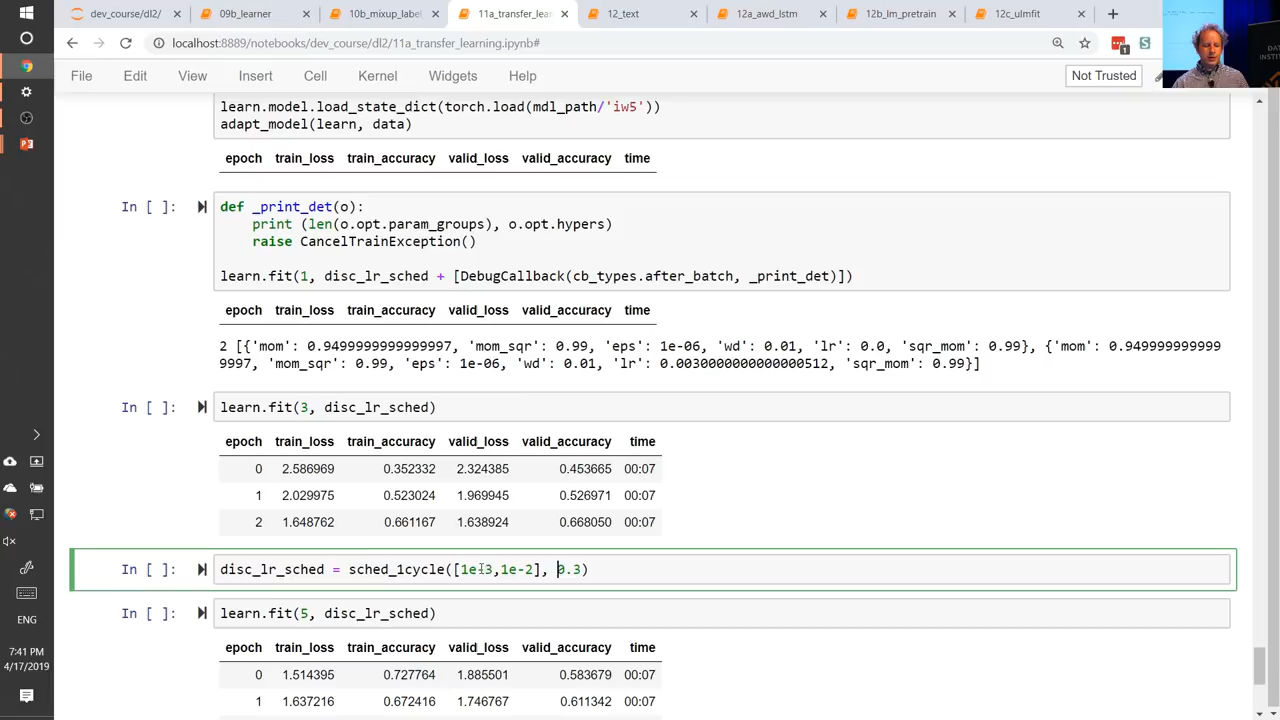 dl2/
09b_learner
10b_mixup_label
11a_transfer_lear
12_text
12a_awd_lstm
12b_lm_pretrain
12c_ulmfit
localhost:8889/notebooks/dev_course/dl2/11a_transfer_learning.ipynb#
File Edit View Insert Cell Kernel Widgets Help
Not Trusted
learn.model.load_state_dict(torch.load(mdl_path/'iw5'))
adapt_model(learn, data)
epoch train_loss train_accuracy valid_loss valid_accuracy time
In [ ]: def _print_det(o):
print (len(o.opt.param_groups), o.opt.hypers)
raise CancelTrainException()
learn.fit(1, disc_lr_sched + [DebugCallback(cb_types.after_batch, _print_det)])
epoch train_loss train_accuracy valid_loss valid_accuracy time
2 [{'mom': 0.9499999999999997, 'mom_sqr': 0.99, 'eps': 1e-06, 'wd': 0.01, 'lr': 0.0, 'sqr_mom': 0.99}, {'mom': 0.949999999999
9997, 'mom_sqr': 0.99, 'eps': 1e-06, 'wd': 0.01, 'lr': 0.0030000000000000512, 'sqr_mom': 0.99}]
In [ ]: learn.fit(3, disc_lr_sched)
epoch train_loss train_accuracy valid_loss valid_accuracy time
0 2.586969 0.352332 2.324385 0.453665 00:07
1 2.029975 0.523024 1.969945 0.526971 00:07
2 1.648762 0.661167 1.638924 0.668050 00:07
In [ ]: disc_lr_sched = sched_1cycle([1e-3,1e-2], 0.3)
In [ ]: learn.fit(5, disc_lr_sched)
epoch train_loss train_accuracy valid_loss valid_accuracy time
0 1.514395 0.727764 1.885501 0.583679 00:07
1 1.637216 0.672416 1.746767 0.611342 00:07
ENG
7:41 PM
4/17/2019